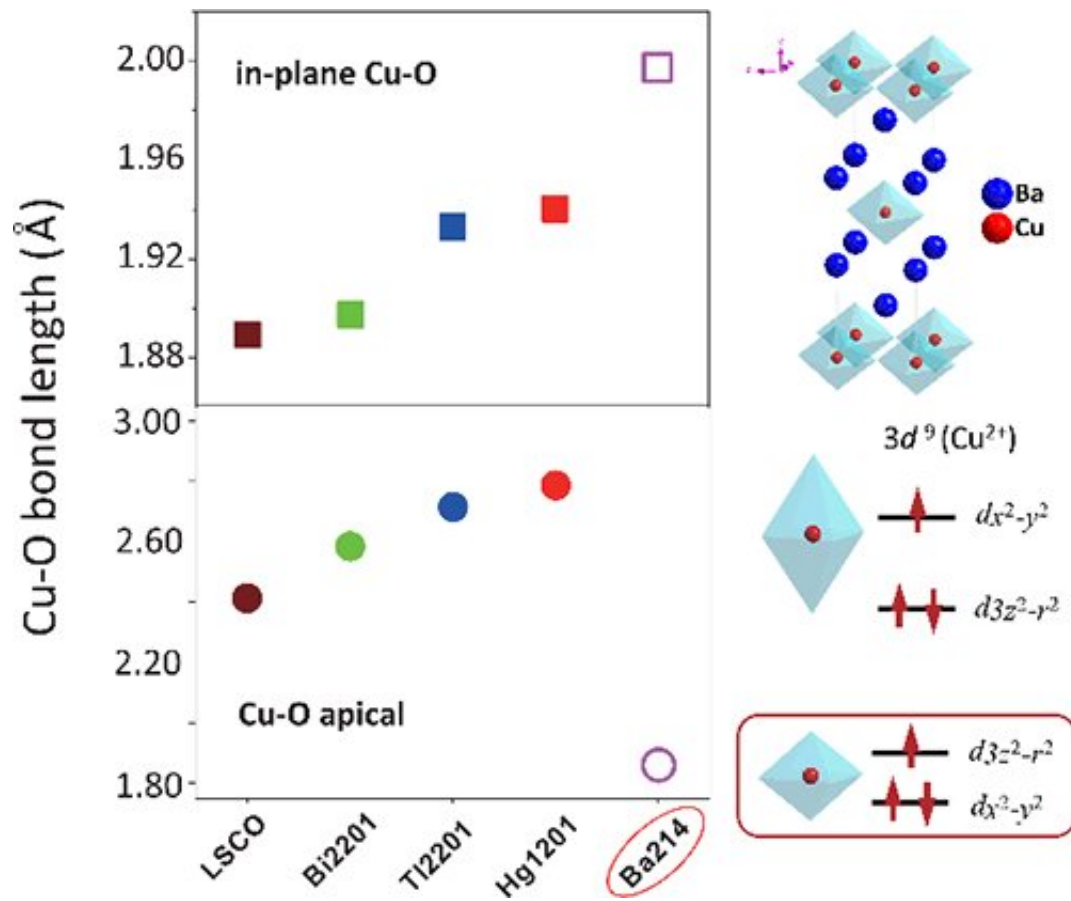 Cu-O bond length (Å)
2.00
1.96
1.92
1.88
in-plane Cu-O
3.00
2.60
2.20
1.80
Cu-O apical
LSCO
Bi2201
Tl2201
Hg1201
Ba214
Ba
Cu
3d ⁹ (Cu²⁺)
dx²-y²
d3z²-r²
d3z²-r²
dx²-y²